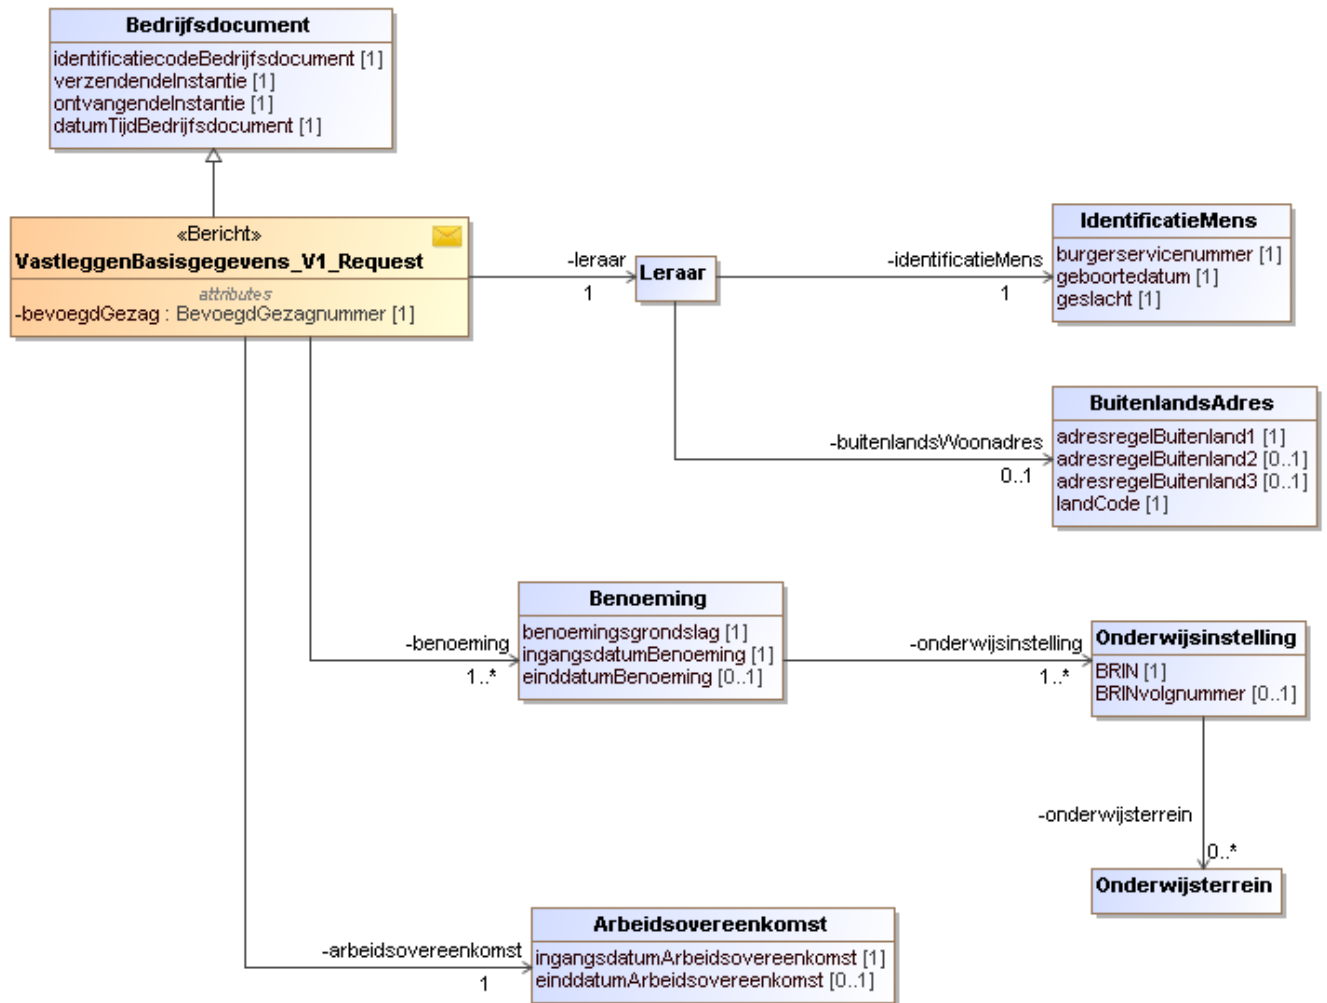 Bedrijfsdocument
identificatiecodeBedrijfsdocument [1]
verzendendeInstantie [1]
ontvangendeInstantie [1]
datumTijdBedrijfsdocument [1]
«Bericht»
VastleggenBasisgegevens_V1_Request
attributes
-bevoegdGezag : BevoegdGezagnummer [1]
-leraar
1
Leraar
-identificatieMens
1
IdentificatieMens
burgerservicenummer [1]
geboortedatum [1]
geslacht [1]
-buitenlandsWoonadres
0..1
BuitenlandsAdres
adresregelBuitenland1 [1]
adresregelBuitenland2 [0..1]
adresregelBuitenland3 [0..1]
landCode [1]
-benoeming
1..*
Benoeming
benoemingsgrondslag [1]
ingangsdatumBenoeming [1]
einddatumBenoeming [0..1]
-onderwijsinstelling
1..*
Onderwijsinstelling
BRIN [1]
BRINvolgnummer [0..1]
-onderwijsterrein
0..*
Onderwijsterrein
-arbeidsovereenkomst
1
Arbeidsovereenkomst
ingangsdatumArbeidsovereenkomst [1]
einddatumArbeidsovereenkomst [0..1]